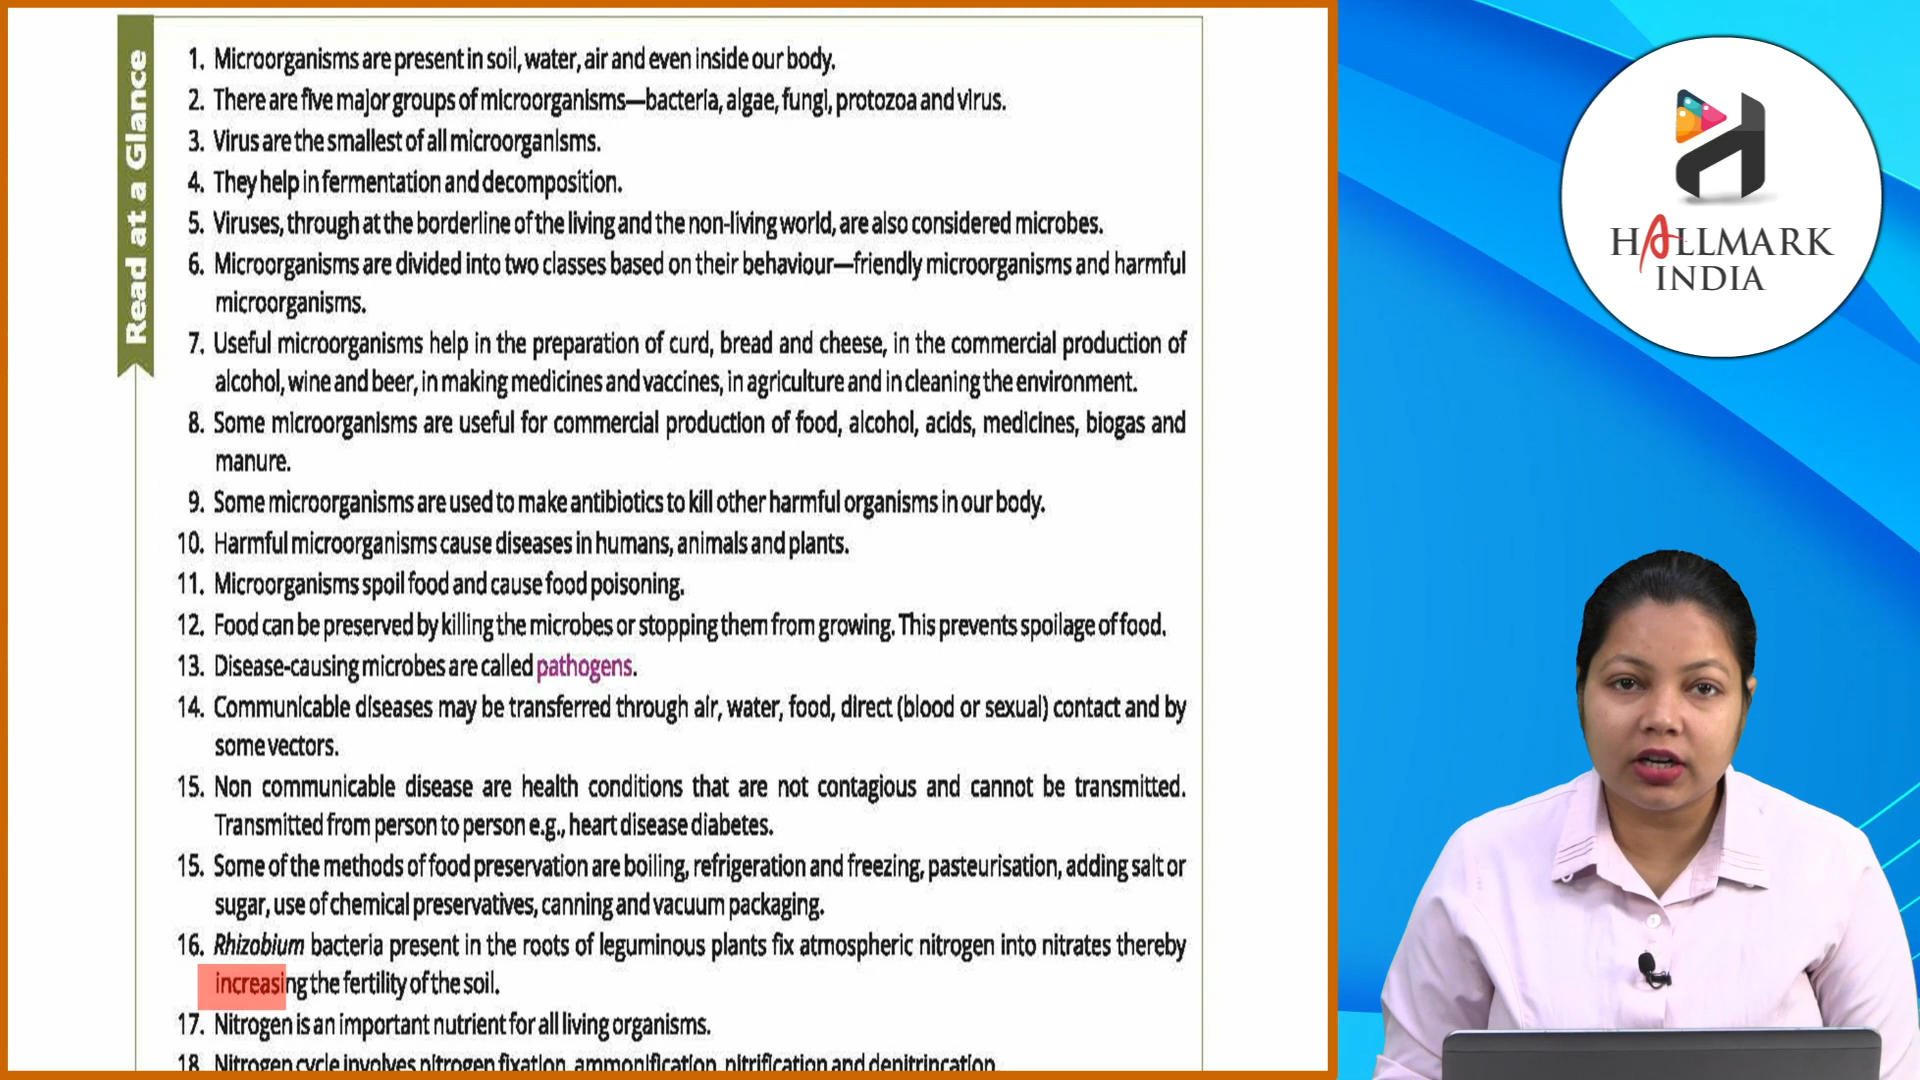 Read at a Glance
1. Microorganisms are present in soil, water, air and even inside our body.
2. There are five major groups of microorganisms—bacteria, algae, fungi, protozoa and virus.
3. Virus are the smallest of all microorganisms.
4. They help in fermentation and decomposition.
5. Viruses, through at the borderline of the living and the non-living world, are also considered microbes.
6. Microorganisms are divided into two classes based on their behaviour—friendly microorganisms and harmful
microorganisms.
7. Useful microorganisms help in the preparation of curd, bread and cheese, in the commercial production of
alcohol, wine and beer, in making medicines and vaccines, in agriculture and in cleaning the environment.
8. Some microorganisms are useful for commercial production of food, alcohol, acids, medicines, biogas and
manure.
9. Some microorganisms are used to make antibiotics to kill other harmful organisms in our body.
10. Harmful microorganisms cause diseases in humans, animals and plants.
11. Microorganisms spoil food and cause food poisoning.
12. Food can be preserved by killing the microbes or stopping them from growing. This prevents spoilage of food.
13. Disease-causing microbes are called pathogens.
14. Communicable diseases may be transferred through air, water, food, direct (blood or sexual) contact and by
some vectors.
15. Non communicable disease are health conditions that are not contagious and cannot be transmitted.
Transmitted from person to person e.g., heart disease diabetes.
15. Some of the methods of food preservation are boiling, refrigeration and freezing, pasteurisation, adding salt or
sugar, use of chemical preservatives, canning and vacuum packaging.
16. Rhizobium bacteria present in the roots of leguminous plants fix atmospheric nitrogen into nitrates thereby
increasing the fertility of the soil.
17. Nitrogen is an important nutrient for all living organisms.
18. Nitrogen cycle involves nitrogen fixation, ammonification, nitrification and denitrincation
HALLMARK
INDIA